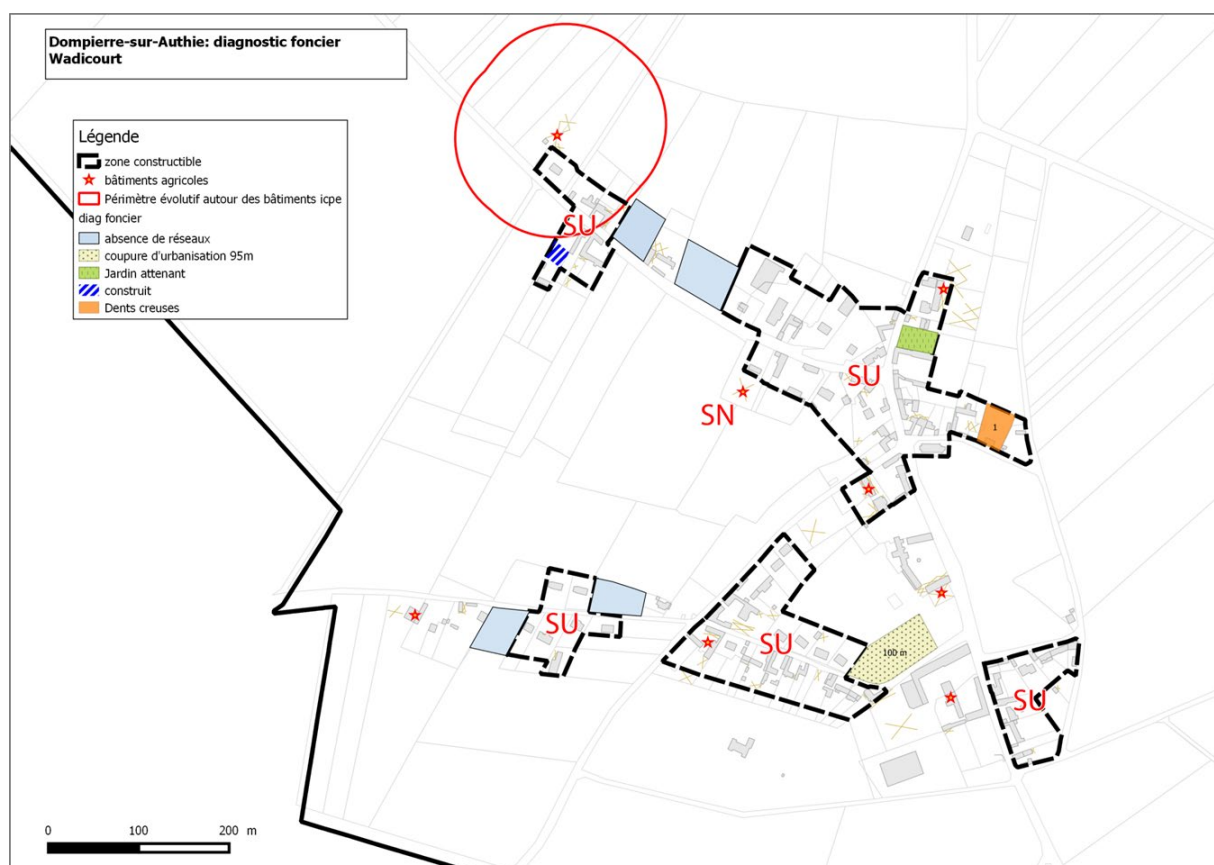 Dompierre-sur-Authie: diagnostic foncier
Wadicourt
Légende
zone constructible
bâtiments agricoles
Périmètre évolutif autour des bâtiments icpe
diag foncier
absence de réseaux
coupure d'urbanisation 95m
Jardin attenant
construit
Dents creuses
SU
SU
SN
1
SU
SU
100 m
SU
0 100 200 m